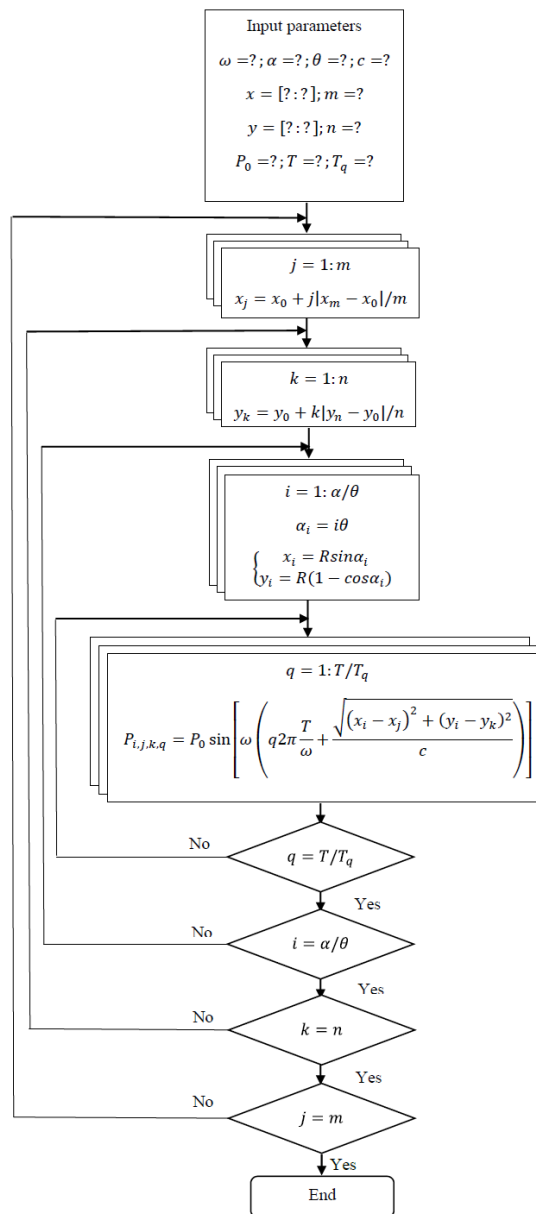 Input parameters
ω =?; α =?; θ =?; c =?
x = [?:?]; m =?
y = [?:?]; n =?
P₀ =?; T =?; T_q =?
j = 1:m
x_j = x₀ + j|x_m − x₀|/m
k = 1:n
y_k = y₀ + k|y_n − y₀|/n
i = 1:α/θ
α_i = iθ
{ x_i = Rsinα_i
y_i = R(1 − cosα_i)
q = 1:T/T_q
P_{i,j,k,q} = P₀ sin[ω(q2π T/ω + √((x_i − x_j)² + (y_i − y_k)²)/c)]
No
q = T/T_q
Yes
No
i = α/θ
Yes
No
k = n
Yes
No
j = m
Yes
End